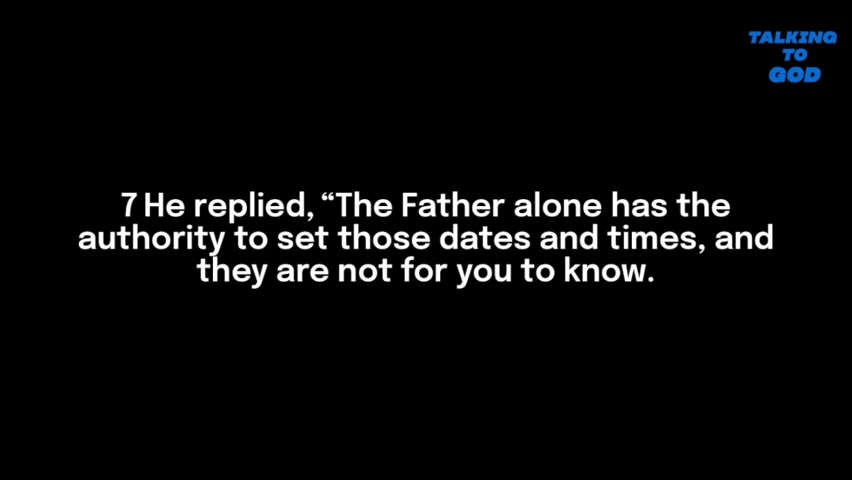 TALKING
TO
GOD
7 He replied, “The Father alone has the
authority to set those dates and times, and
they are not for you to know.